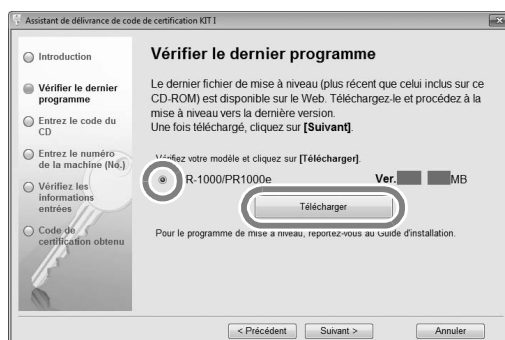 Assistant de délivrance de code de certification KIT I
Introduction
Vérifier le dernier
programme
Entrez le code du
CD
Entrez le numéro
de la machine (No.)
Vérifiez les
informations
entrées
Code de
certification obtenu
Vérifier le dernier programme
Le dernier fichier de mise à niveau (plus récent que celui inclus sur ce
CD-ROM) est disponible sur le Web. Téléchargez-le et procédez à la
mise à niveau vers la dernière version.
Une fois téléchargé, cliquez sur [Suivant].
Vérifiez votre modèle et cliquez sur [Télécharger].
R-1000/PR1000e Ver. MB
Télécharger
Pour le programme de mise à niveau, reportez-vous au Guide d'installation.
< Précédent Suivant > Annuler